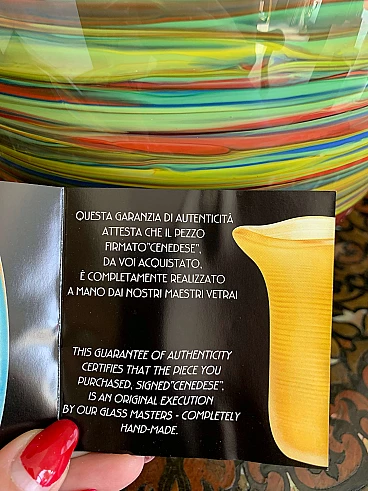 QUESTA GARANZIA DI AUTENTICITÀ
ATTESTA CHE IL PEZZO
FIRMATO"CENEDESE",
DA VOI ACQUISTATO,
È COMPLETAMENTE REALIZZATO
A MANO DAI NOSTRI MAESTRI VETRAI
THIS GUARANTEE OF AUTHENTICITY
CERTIFIES THAT THE PIECE YOU
PURCHASED, SIGNED"CENEDESE",
IS AN ORIGINAL EXECUTION
BY OUR GLASS MASTERS - COMPLETELY
HAND-MADE.